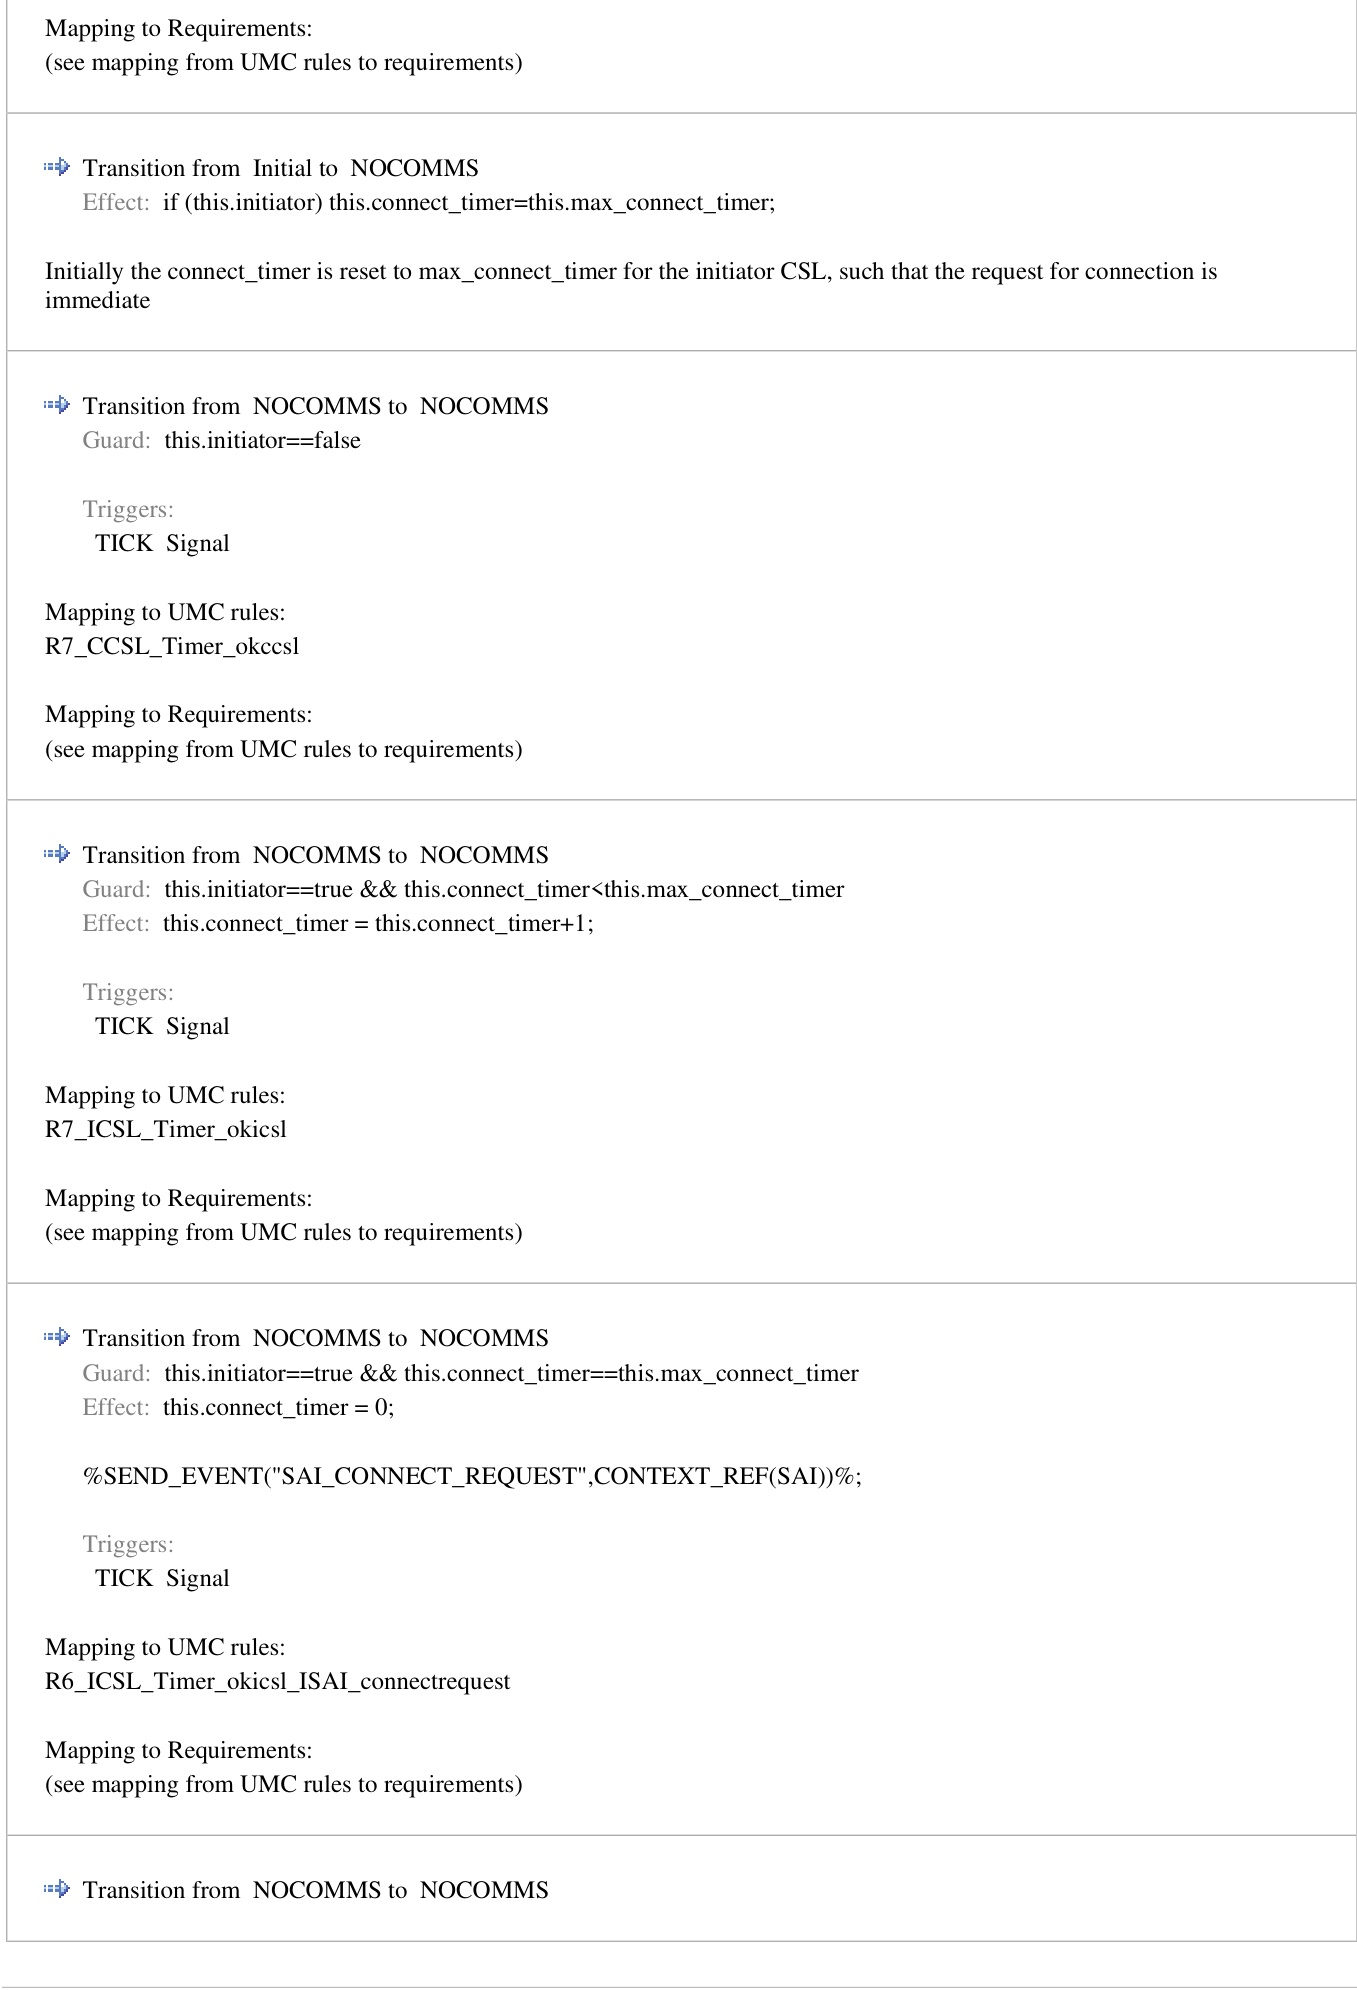 Mapping to Requirements:
(see mapping from UMC rules to requirements)
Transition from  Initial to  NOCOMMS
Effect:  if (this.initiator) this.connect_timer=this.max_connect_timer;
Initially the connect_timer is reset to max_connect_timer for the initiator CSL, such that the request for connection is
immediate
Transition from  NOCOMMS to  NOCOMMS
Guard:  this.initiator==false
Triggers:
TICK  Signal
Mapping to UMC rules:
R7_CCSL_Timer_okccsl
Mapping to Requirements:
(see mapping from UMC rules to requirements)
Transition from  NOCOMMS to  NOCOMMS
Guard:  this.initiator==true && this.connect_timer<this.max_connect_timer
Effect:  this.connect_timer = this.connect_timer+1;
Triggers:
TICK  Signal
Mapping to UMC rules:
R7_ICSL_Timer_okicsl
Mapping to Requirements:
(see mapping from UMC rules to requirements)
Transition from  NOCOMMS to  NOCOMMS
Guard:  this.initiator==true && this.connect_timer==this.max_connect_timer
Effect:  this.connect_timer = 0;
%SEND_EVENT("SAI_CONNECT_REQUEST",CONTEXT_REF(SAI))%;
Triggers:
TICK  Signal
Mapping to UMC rules:
R6_ICSL_Timer_okicsl_ISAI_connectrequest
Mapping to Requirements:
(see mapping from UMC rules to requirements)
Transition from  NOCOMMS to  NOCOMMS